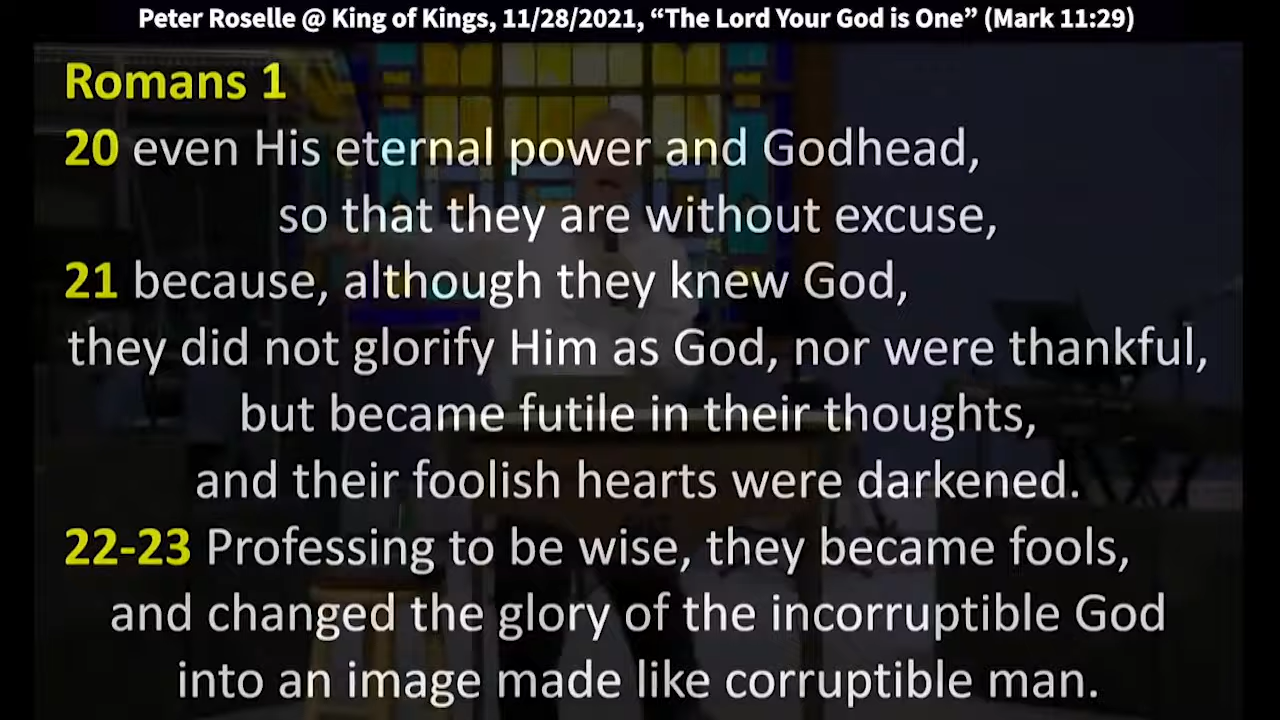 Peter Roselle @ King of Kings, 11/28/2021, “The Lord Your God is One” (Mark 11:29)
Romans 1
20 even His eternal power and Godhead,
so that they are without excuse,
21 because, although they knew God,
they did not glorify Him as God, nor were thankful,
but became futile in their thoughts,
and their foolish hearts were darkened.
22-23 Professing to be wise, they became fools,
and changed the glory of the incorruptible God
into an image made like corruptible man.